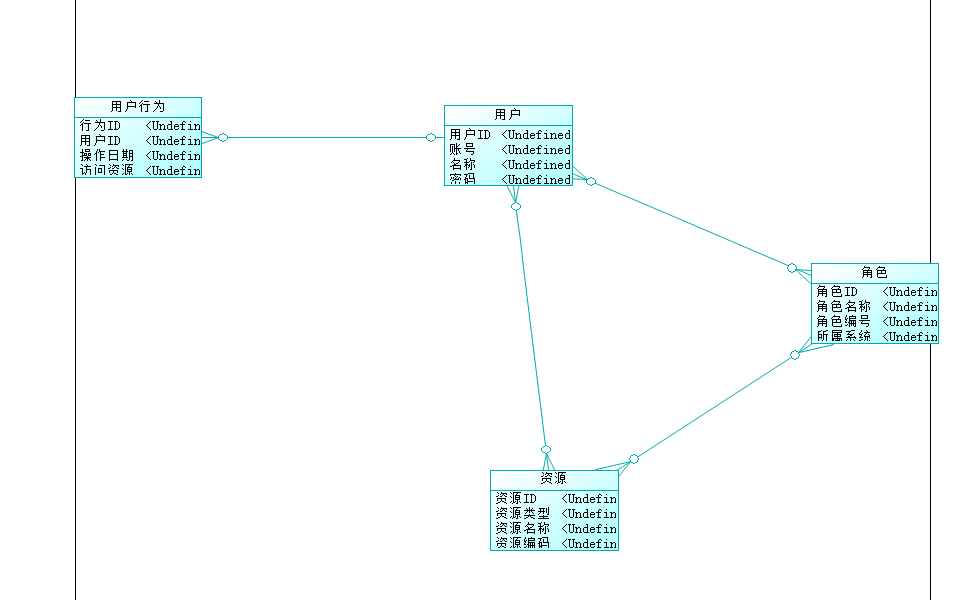 用户行为
行为ID <Undefin
用户ID <Undefin
操作日期 <Undefin
访问资源 <Undefin
用户
用户ID <Undefined
账号 <Undefined
名称 <Undefined
密码 <Undefined
角色
角色ID <Undefin
角色名称 <Undefin
角色编号 <Undefin
所属系统 <Undefin
资源
资源ID <Undefin
资源类型 <Undefin
资源名称 <Undefin
资源编码 <Undefin